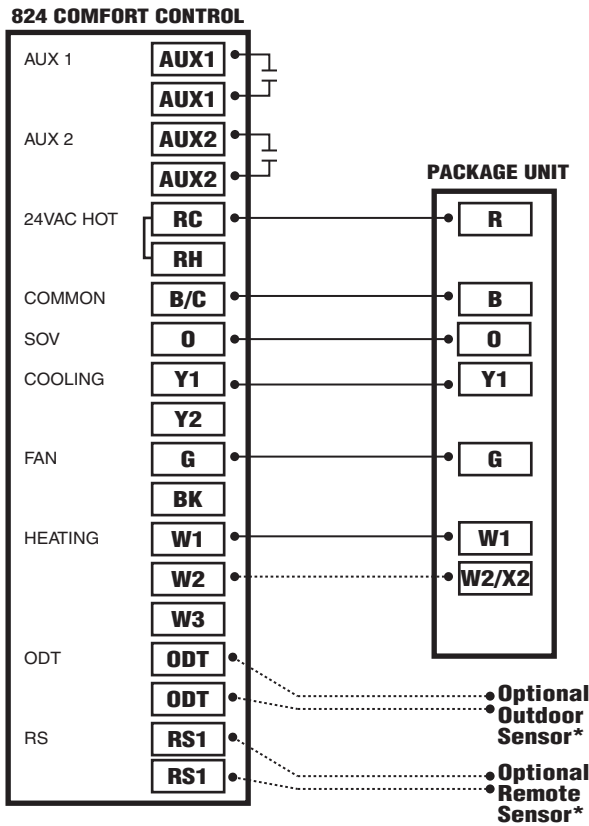 824 COMFORT CONTROL
AUX 1 AUX1
AUX1
AUX 2 AUX2
AUX2
PACKAGE UNIT
24VAC HOT RC R
RH
COMMON B/C B
SOV O O
COOLING Y1 Y1
Y2
FAN G G
BK
HEATING W1 W1
W2 W2/X2
W3
ODT ODT
ODT
Optional
Outdoor
Sensor*
RS RS1
RS1
Optional
Remote
Sensor*